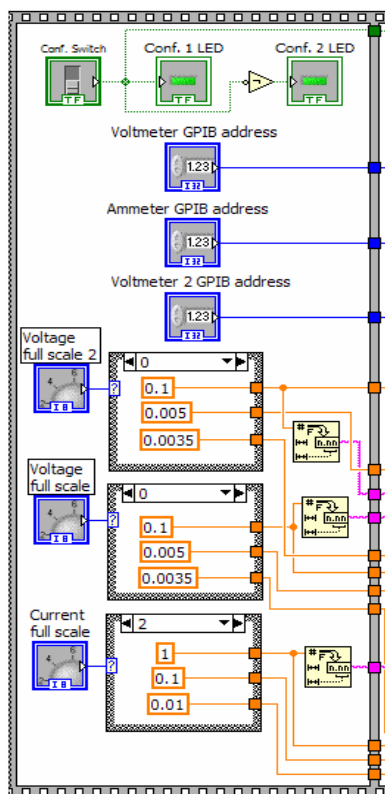 Conf. Switch
Conf. 1 LED
Conf. 2 LED
TF
TF
TF
Voltmeter GPIB address
1.23
I32
Ammeter GPIB address
1.23
I32
Voltmeter 2 GPIB address
1.23
I32
Voltage
full scale 2
0
0.1
0.005
0.0035
?
I8
#
F
n.nn
Voltage
full scale
0
0.1
0.005
0.0035
?
I8
#
F
n.nn
Current
full scale
2
1
0.1
0.01
?
I8
#
F
n.nn